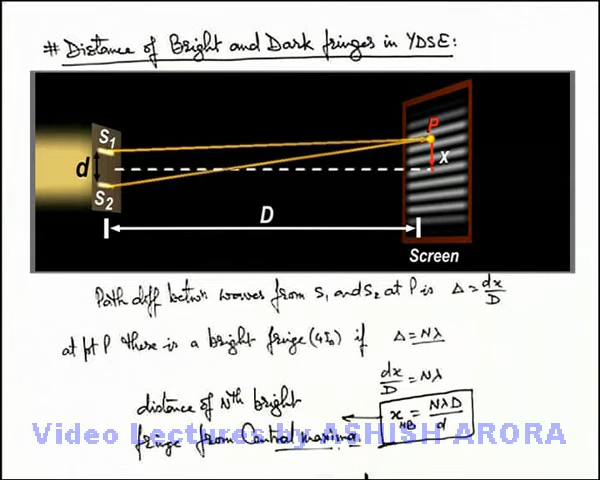 # Distance of Bright and Dark fringes in YDSE:
S1
P
d
x
S2
D
Screen
Path diff between waves from S1 and S2 at P is Δ = dx/D
at pt P there is a bright fringe (4I0) if Δ = Nλ
dx/D = Nλ
distance of Nth bright
x NB = NλD/d
fringe from Central maxima.
Video Lectures by ASHISH ARORA